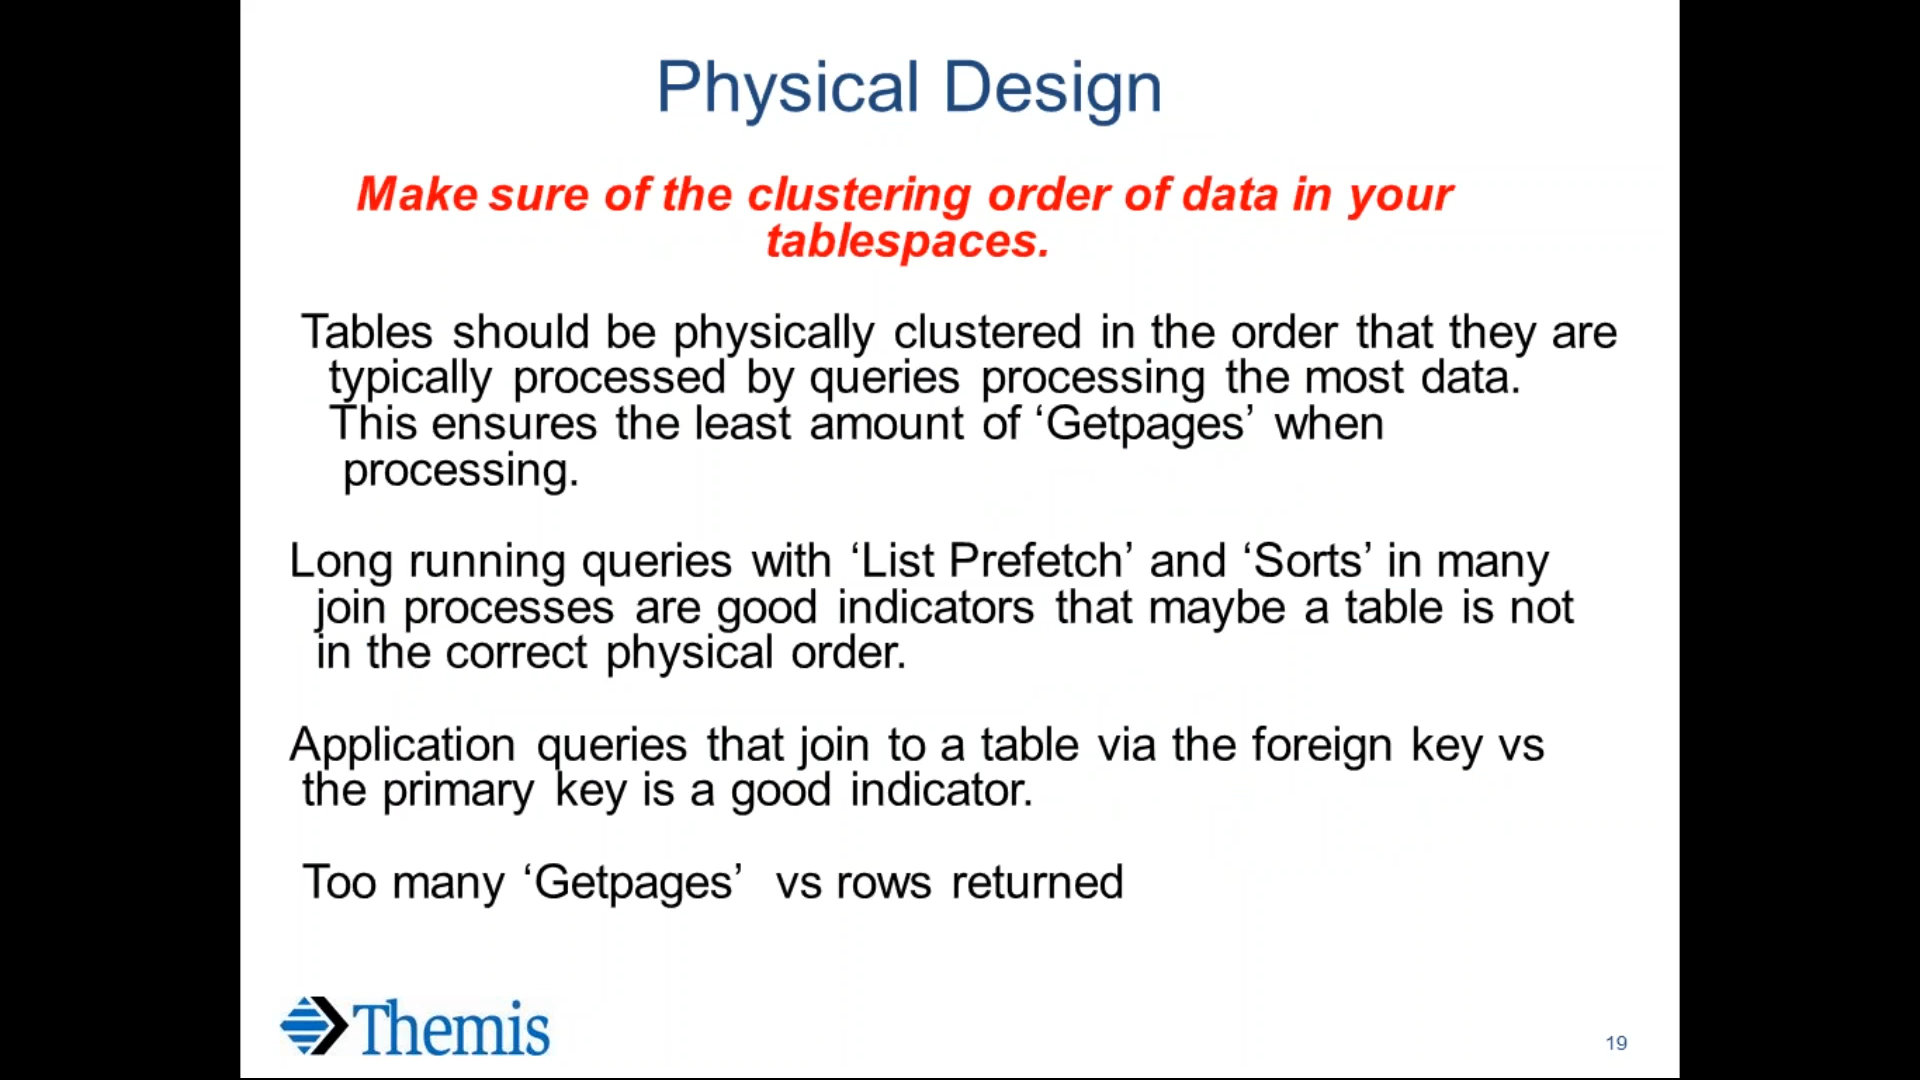 Physical Design
Make sure of the clustering order of data in your
tablespaces.
Tables should be physically clustered in the order that they are
typically processed by queries processing the most data.
This ensures the least amount of ‘Getpages’ when
processing.
Long running queries with ‘List Prefetch’ and ‘Sorts’ in many
join processes are good indicators that maybe a table is not
in the correct physical order.
Application queries that join to a table via the foreign key vs
the primary key is a good indicator.
Too many ‘Getpages’ vs rows returned
Themis
19